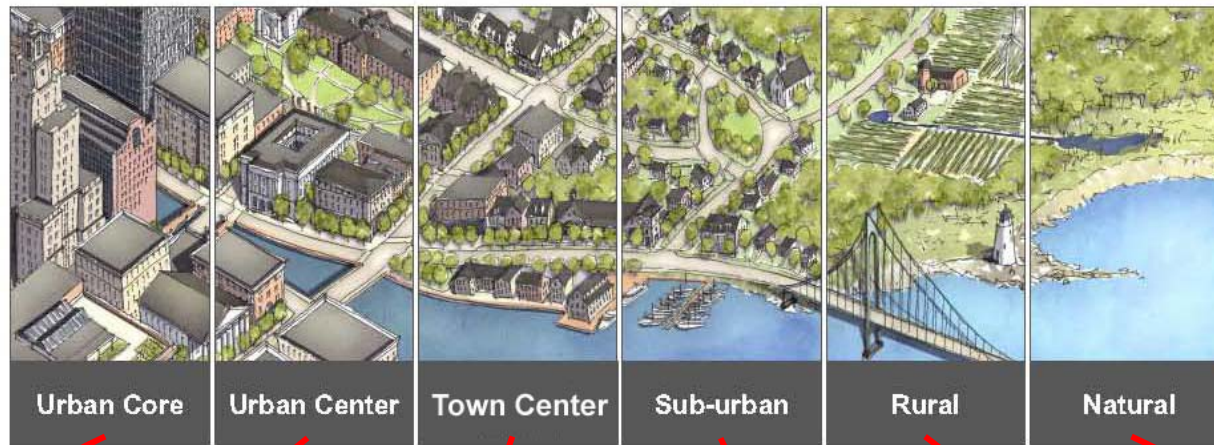 Urban Core
Urban Center
Town Center
Sub-urban
Rural
Natural